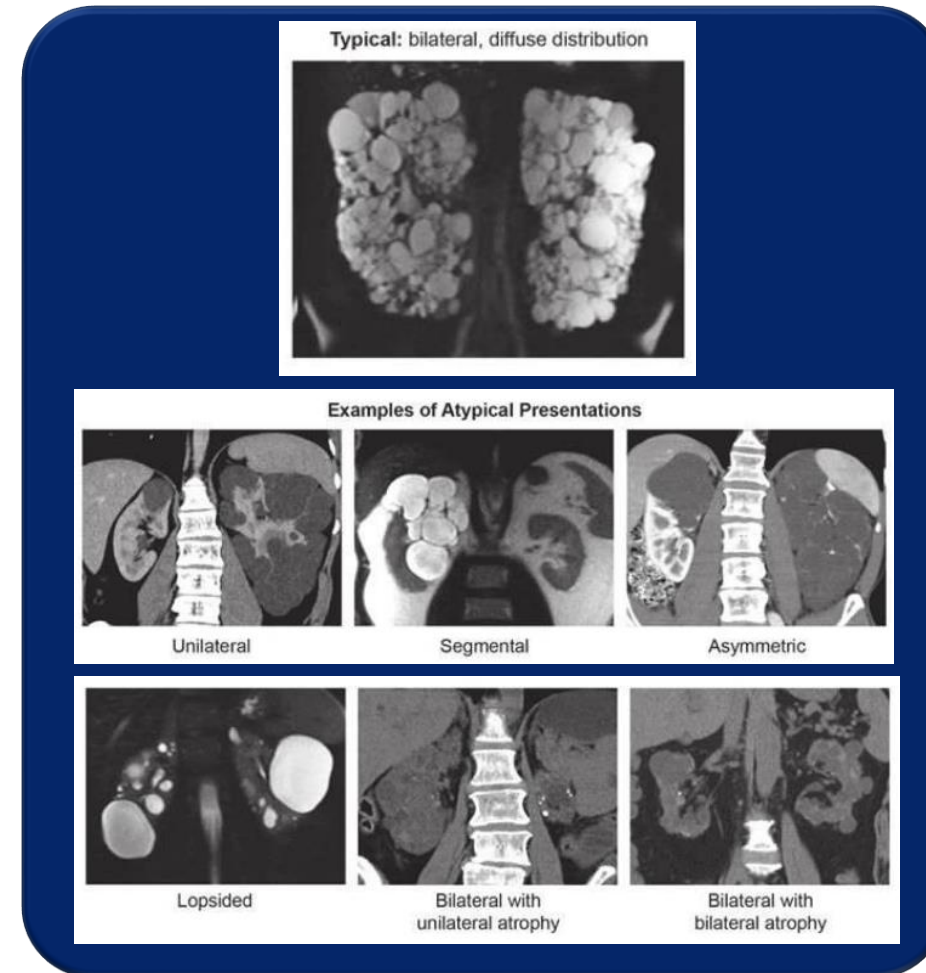 Typical: bilateral, diffuse distribution
Examples of Atypical Presentations
Unilateral
Segmental
Asymmetric
Lopsided
Bilateral with
unilateral atrophy
Bilateral with
bilateral atrophy